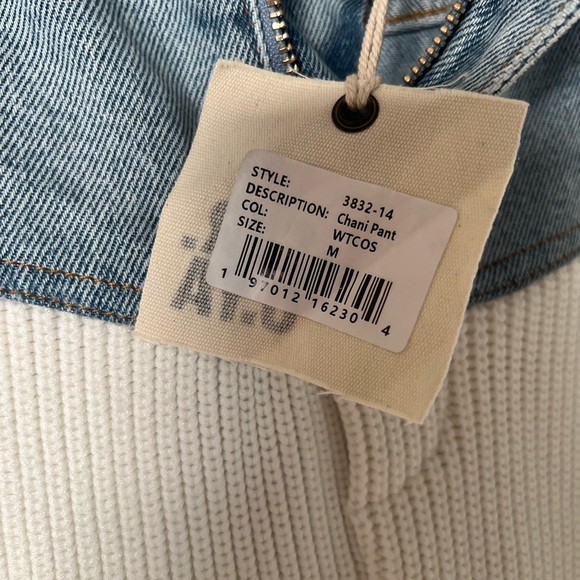 STYLE: 3832-14
DESCRIPTION: Chani Pant
COL: WTCOS
SIZE: M
1 97012 16230 4